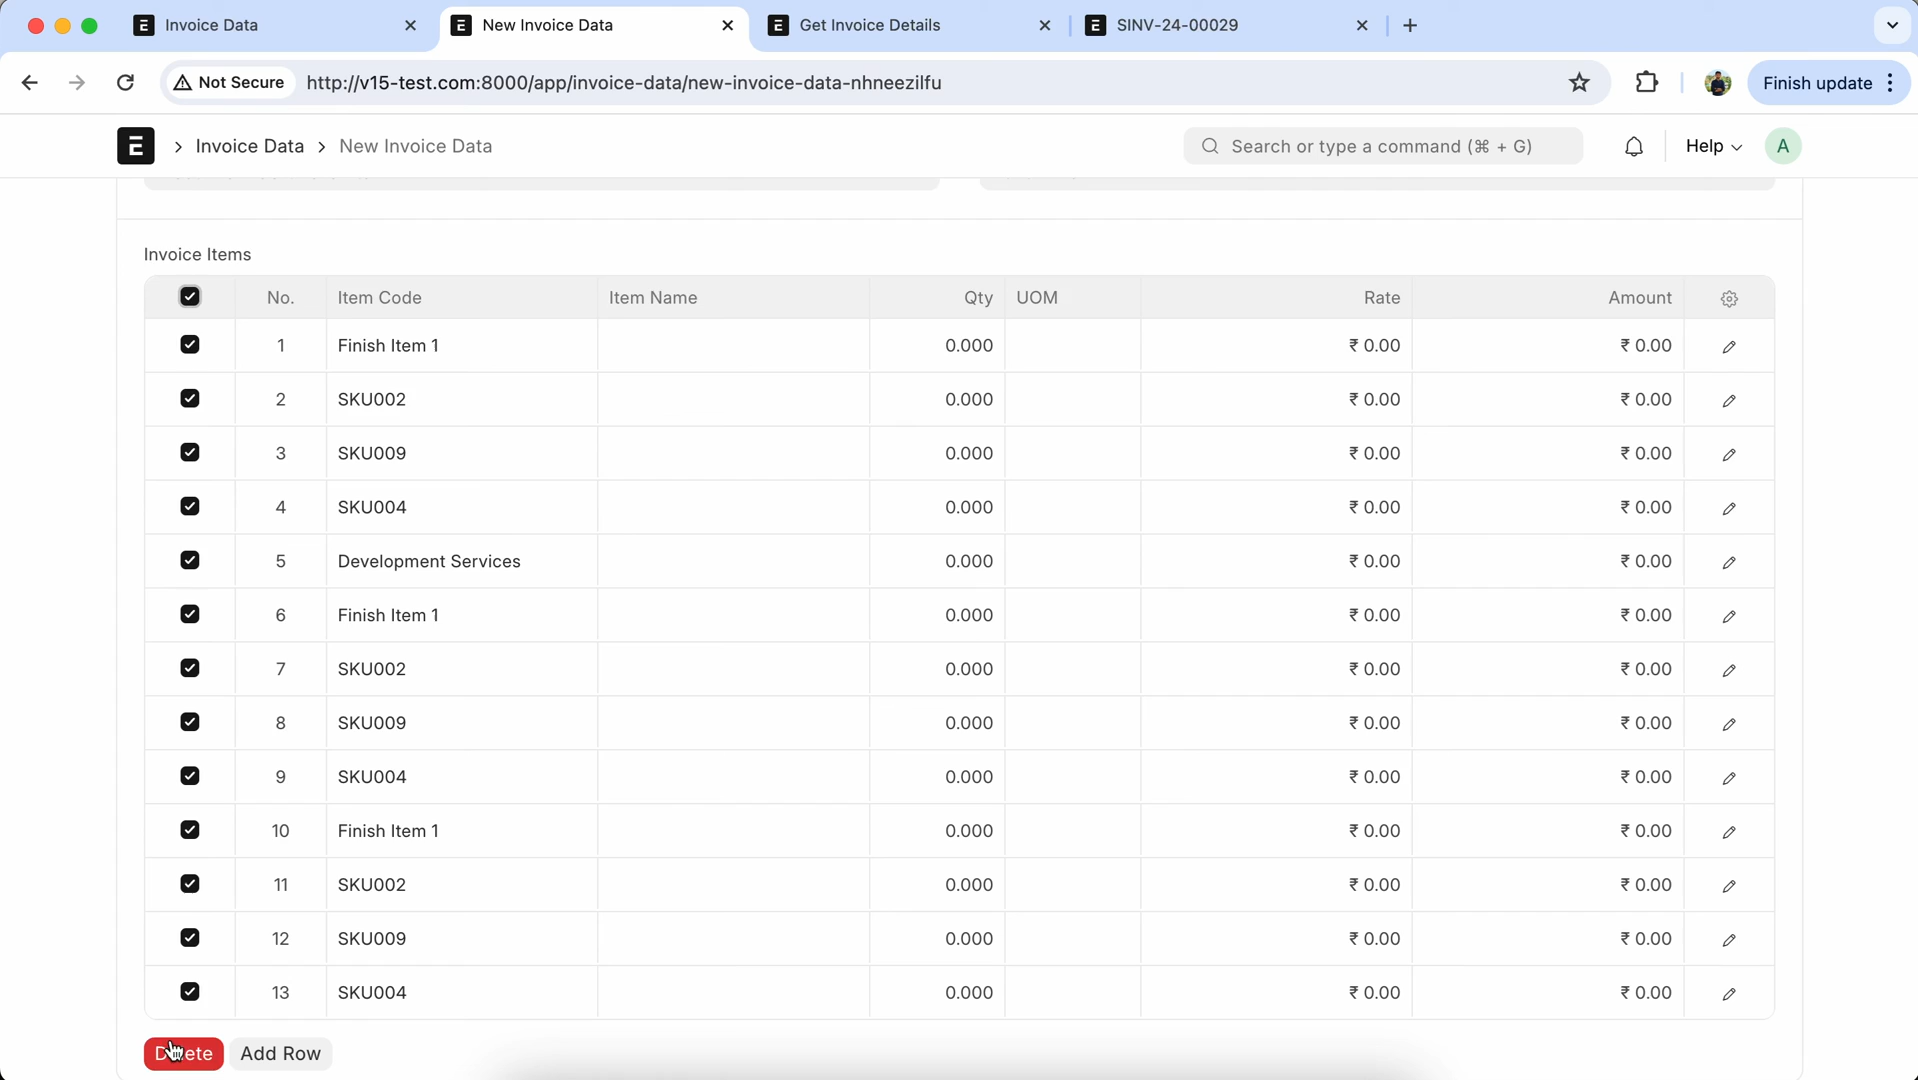 Invoice Data
New Invoice Data
Get Invoice Details
SINV-24-00029
Not Secure
http://v15-test.com:8000/app/invoice-data/new-invoice-data-nhneezilfu
Finish update
E
Invoice Data
New Invoice Data
Search or type a command (⌘ + G)
Help
A
Invoice Items
No. Item Code Item Name Qty UOM Rate Amount
1 Finish Item 1 0.000 ₹ 0.00 ₹ 0.00
2 SKU002 0.000 ₹ 0.00 ₹ 0.00
3 SKU009 0.000 ₹ 0.00 ₹ 0.00
4 SKU004 0.000 ₹ 0.00 ₹ 0.00
5 Development Services 0.000 ₹ 0.00 ₹ 0.00
6 Finish Item 1 0.000 ₹ 0.00 ₹ 0.00
7 SKU002 0.000 ₹ 0.00 ₹ 0.00
8 SKU009 0.000 ₹ 0.00 ₹ 0.00
9 SKU004 0.000 ₹ 0.00 ₹ 0.00
10 Finish Item 1 0.000 ₹ 0.00 ₹ 0.00
11 SKU002 0.000 ₹ 0.00 ₹ 0.00
12 SKU009 0.000 ₹ 0.00 ₹ 0.00
13 SKU004 0.000 ₹ 0.00 ₹ 0.00
Delete Add Row